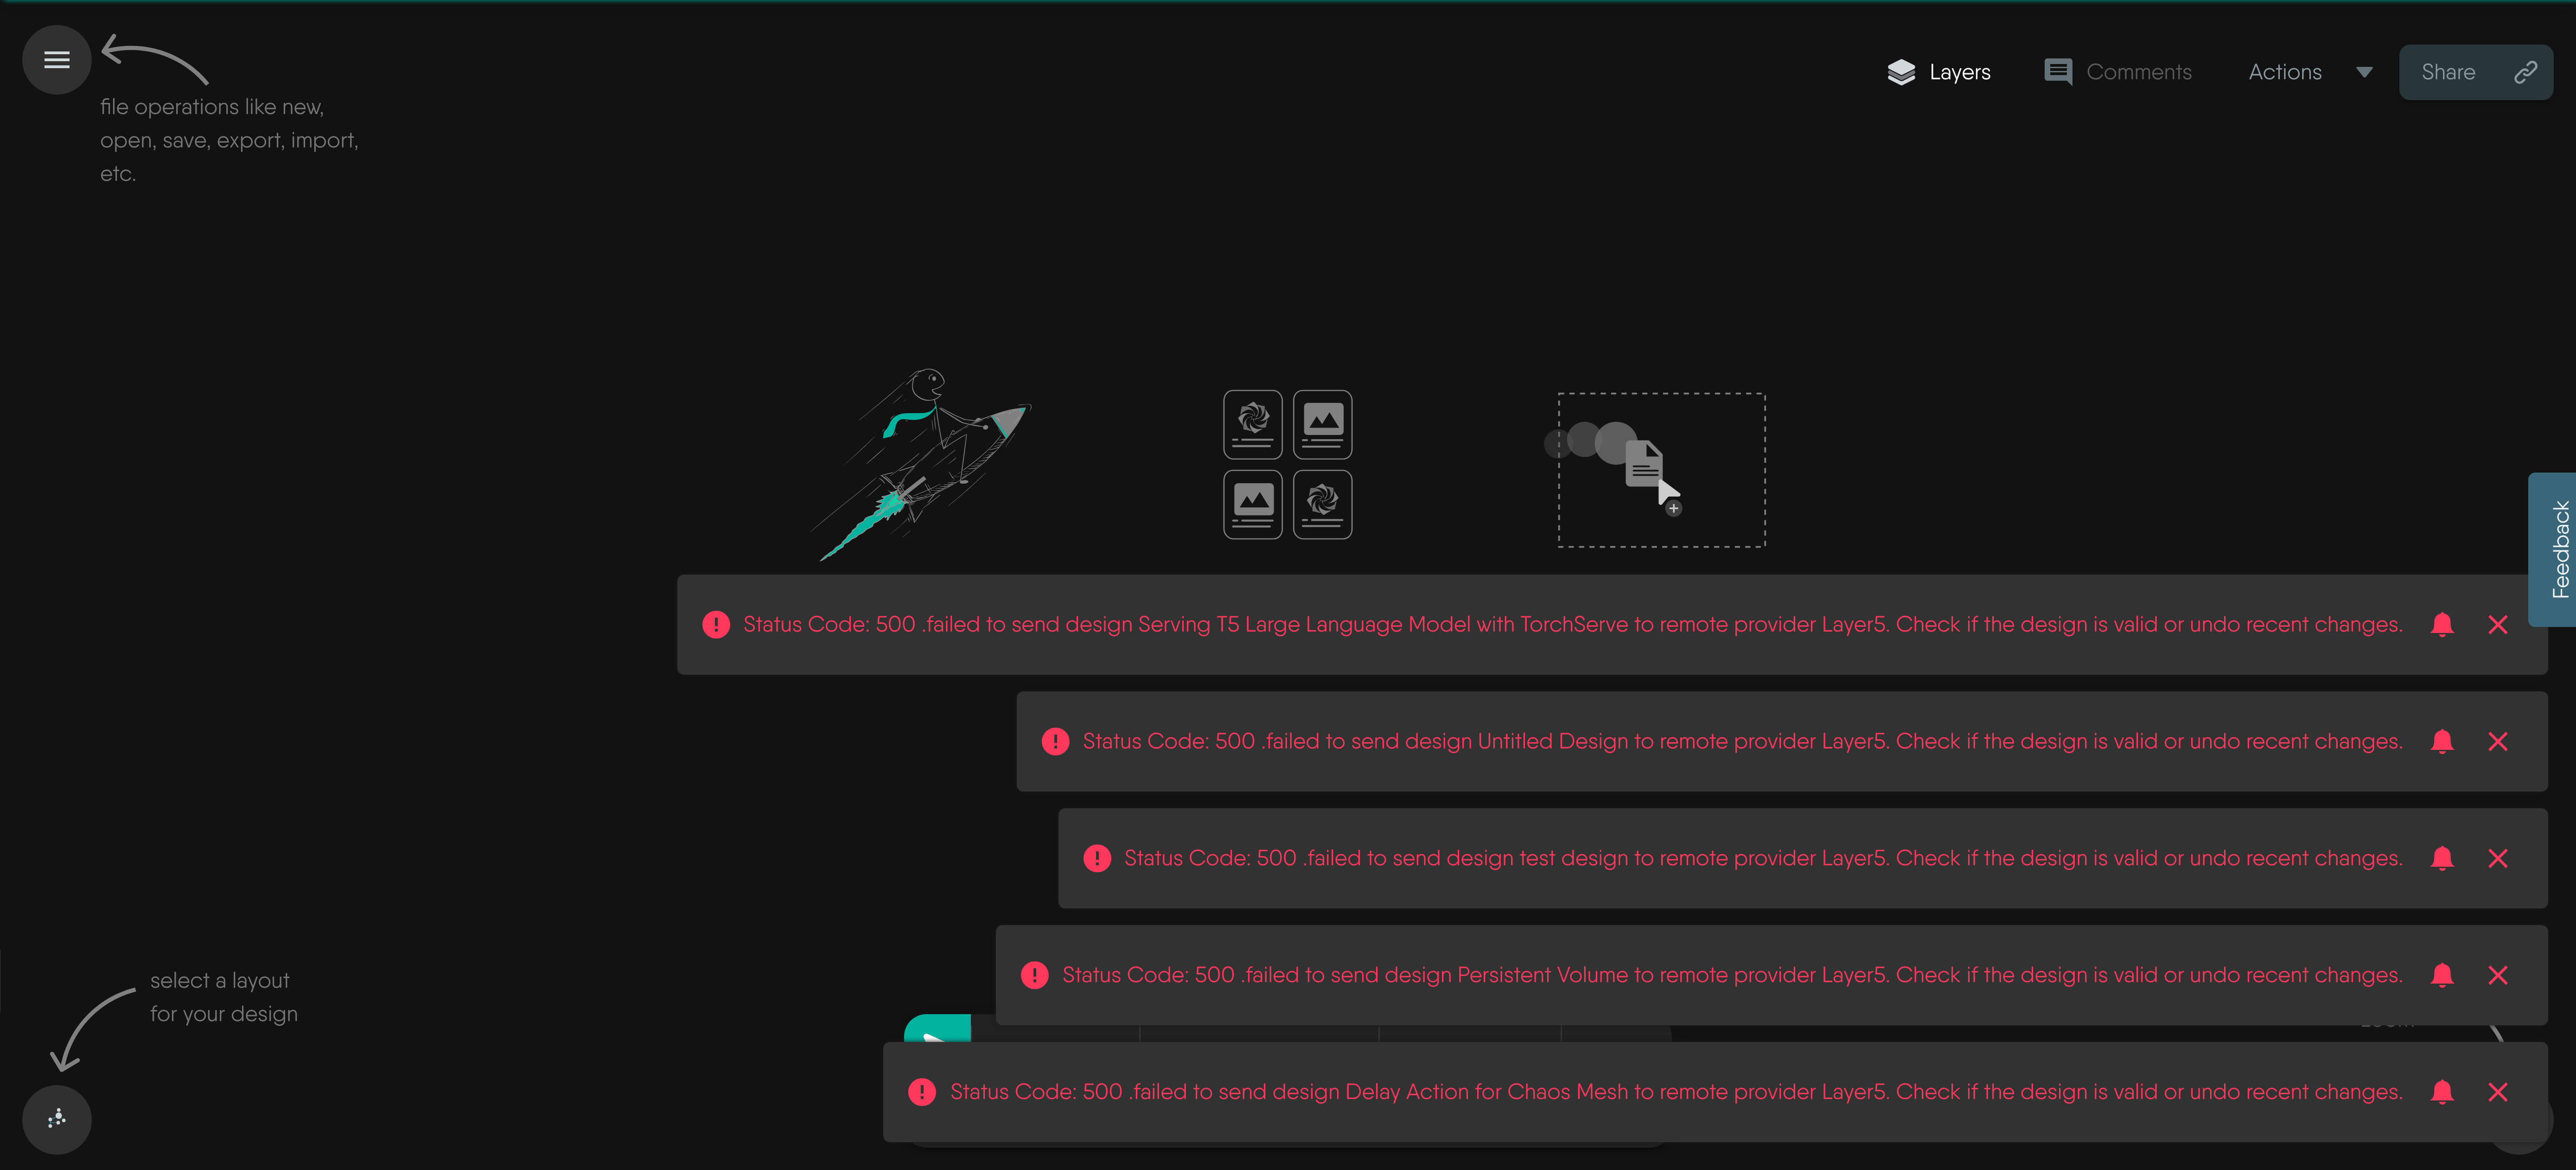 Layers
Comments
Actions
Share
file operations like new,
open, save, export, import,
etc.
Feedback
Status Code: 500 .failed to send design Serving T5 Large Language Model with TorchServe to remote provider Layer5. Check if the design is valid or undo recent changes.
Status Code: 500 .failed to send design Untitled Design to remote provider Layer5. Check if the design is valid or undo recent changes.
Status Code: 500 .failed to send design test design to remote provider Layer5. Check if the design is valid or undo recent changes.
Status Code: 500 .failed to send design Persistent Volume to remote provider Layer5. Check if the design is valid or undo recent changes.
select a layout
for your design
Status Code: 500 .failed to send design Delay Action for Chaos Mesh to remote provider Layer5. Check if the design is valid or undo recent changes.